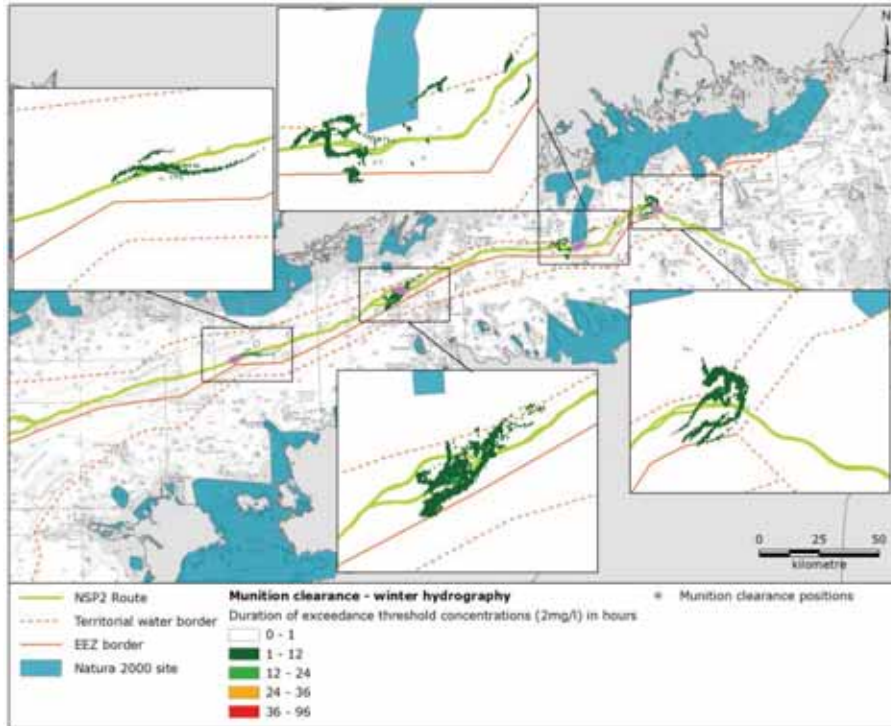 N
0 25 50
kilometre
NSP2 Route
Territorial water border
EEZ border
Natura 2000 site
Munition clearance - winter hydrography
Duration of exceedance threshold concentrations (2mg/l) in hours
0 - 1
1 - 12
12 - 24
24 - 36
36 - 96
Munition clearance positions